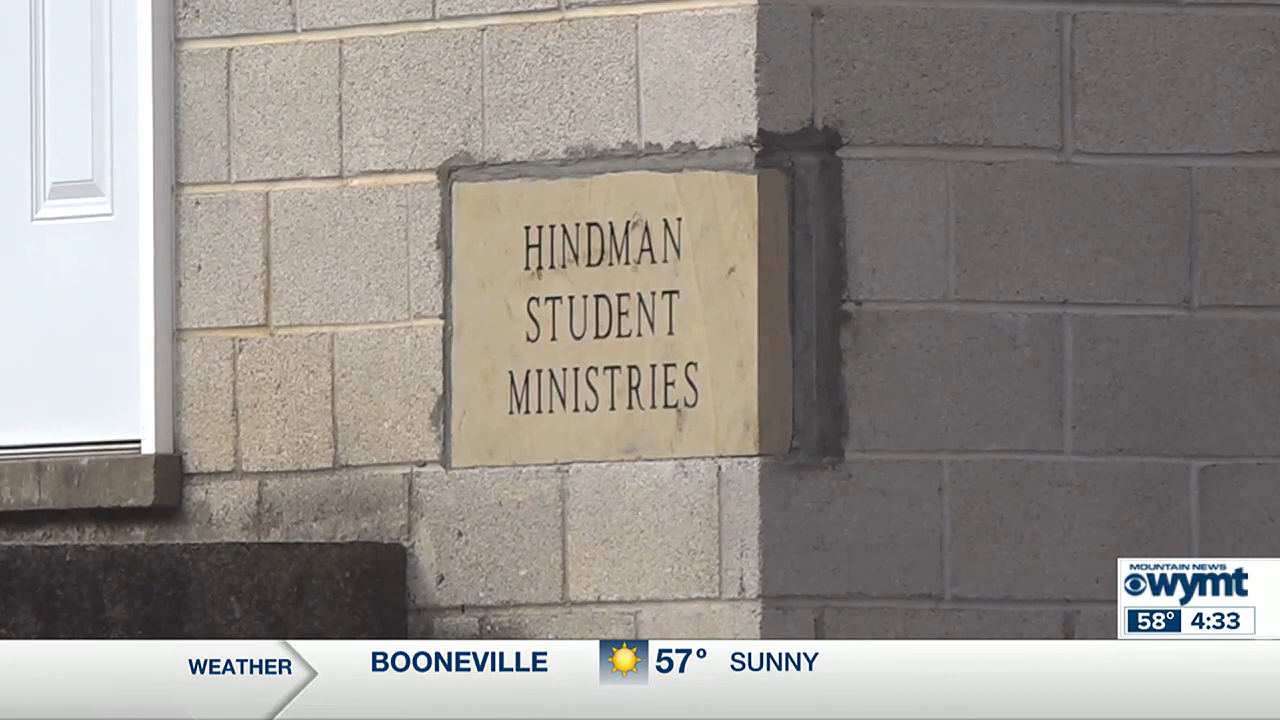 HINDMAN
STUDENT
MINISTRIES
MOUNTAIN NEWS
wymt
58° 4:33
WEATHER BOONEVILLE 57° SUNNY